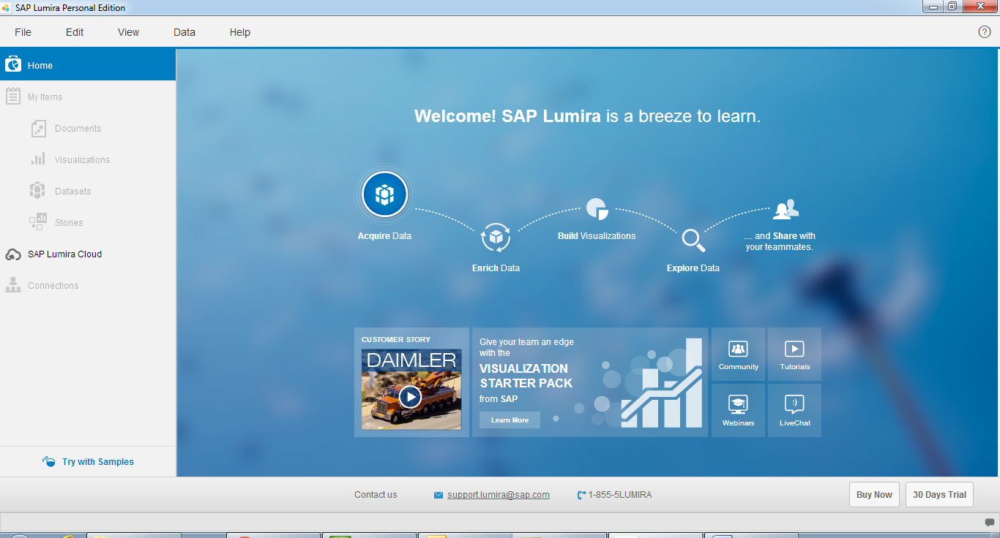 SAP Lumira Personal Edition
File Edit View Data Help
Home
My Items
Documents
Visualizations
Datasets
Stories
SAP Lumira Cloud
Connections
Try with Samples
Welcome! SAP Lumira is a breeze to learn.
Acquire Data
Enrich Data
Build Visualizations
Explore Data
.... and Share with
your teammates.
CUSTOMER STORY
DAIMLER
Give your team an edge
with the
VISUALIZATION
STARTER PACK
from SAP
Learn More
Community
Tutorials
Webinars
LiveChat
Contact us
support.lumira@sap.com
1-855-5LUMIRA
Buy Now
30 Days Trial